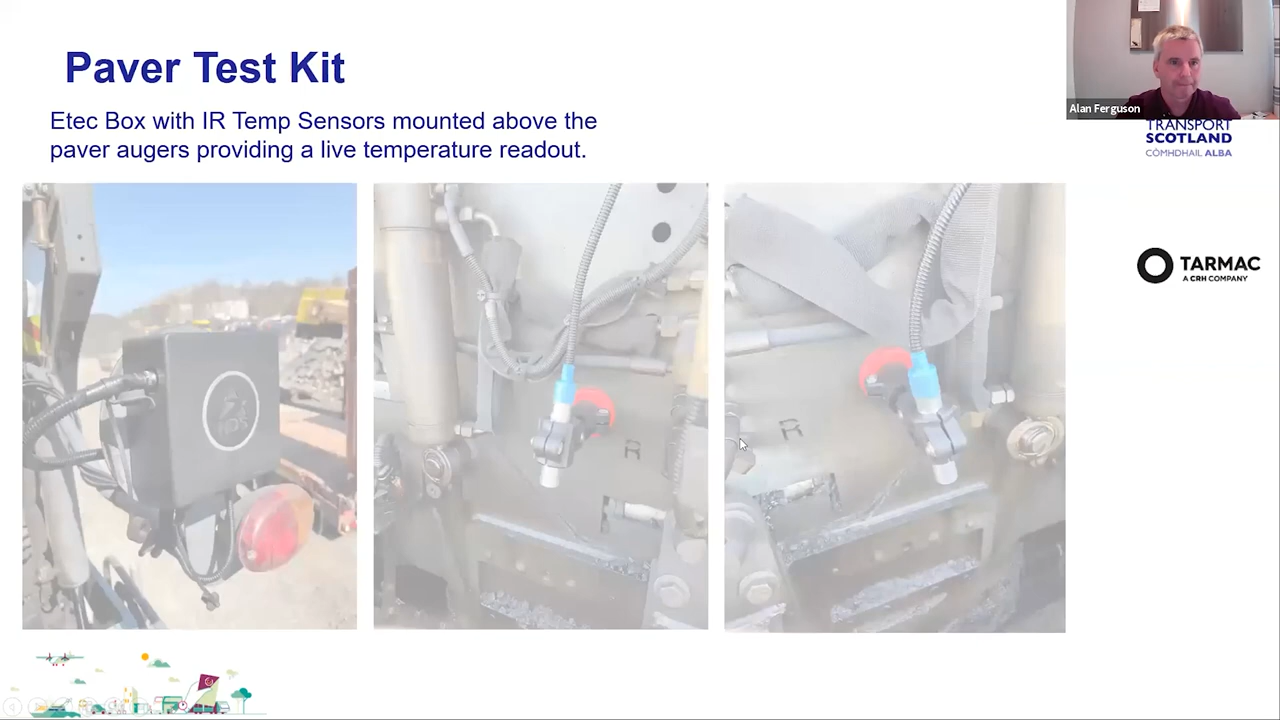 Paver Test Kit
Etec Box with IR Temp Sensors mounted above the
paver augers providing a live temperature readout.
Alan Ferguson
TRANSPORT
SCOTLAND
CÒMHDHAIL ALBA
TARMAC
A CRH COMPANY
R
R